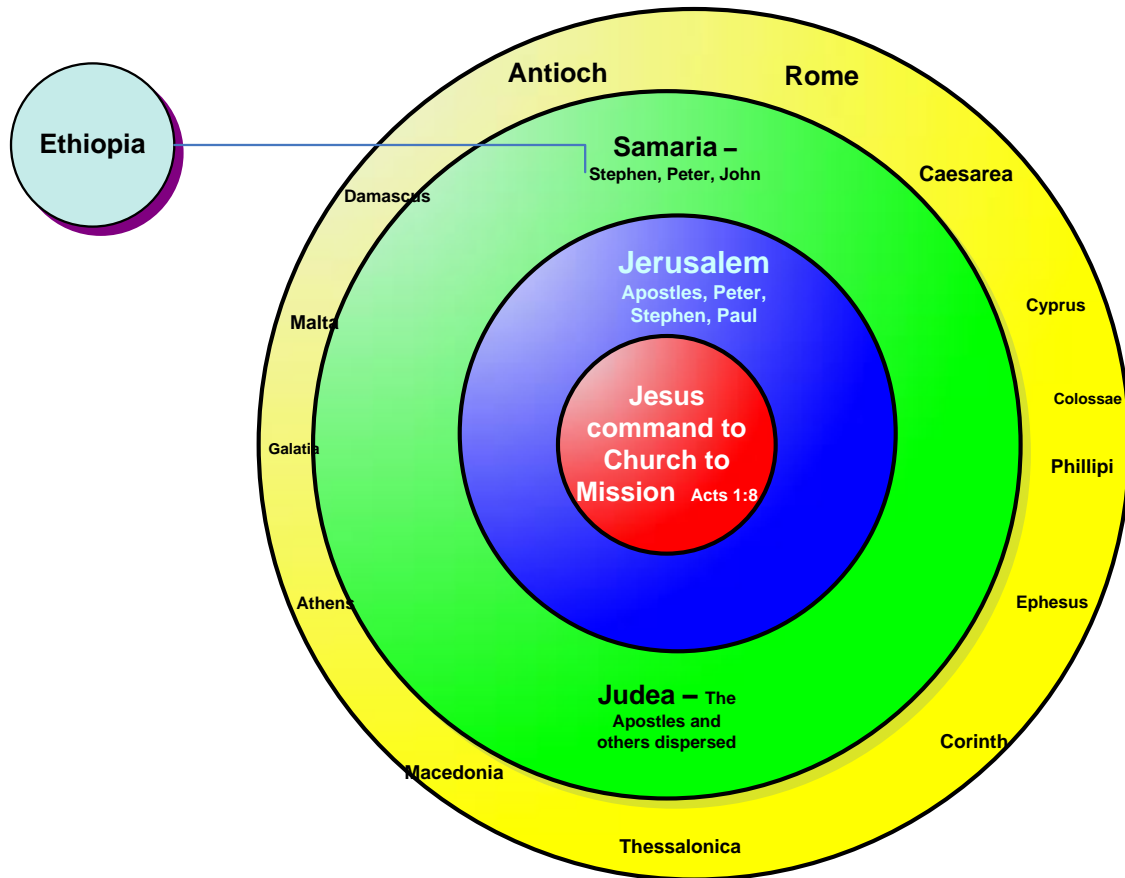 Antioch
Rome
Ethiopia
Samaria –
Stephen, Peter, John
Caesarea
Damascus
Jerusalem
Apostles, Peter,
Stephen, Paul
Cyprus
Malta
Jesus
command to
Church to
Mission Acts 1:8
Colossae
Galatia
Phillipi
Athens
Ephesus
Judea – The
Apostles and
others dispersed
Corinth
Macedonia
Thessalonica